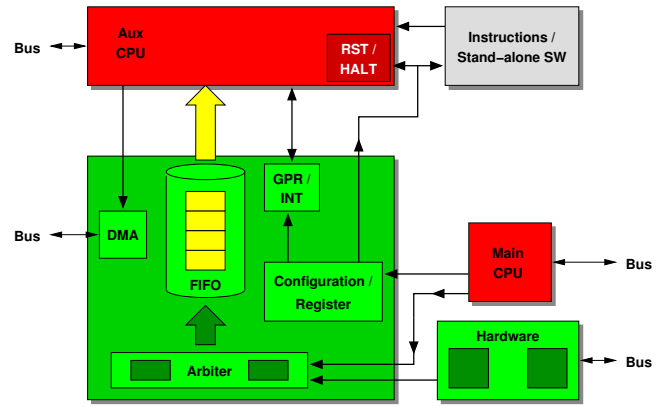 Aux
CPU
Bus
RST /
HALT
Instructions /
Stand−alone SW
GPR /
INT
DMA
Bus
FIFO
Configuration /
Register
Main
CPU
Bus
Hardware
Arbiter
Bus